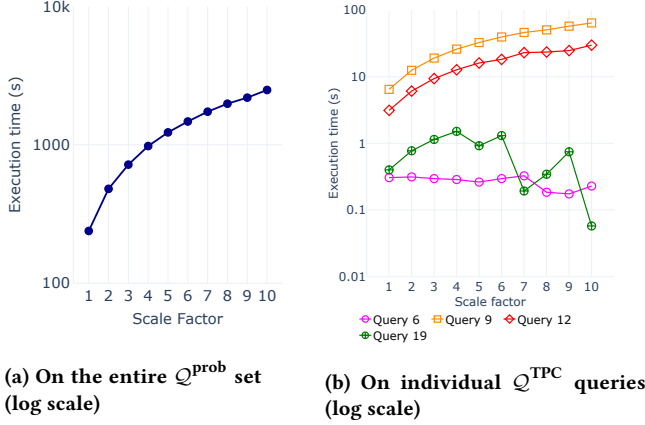 10k
1000
100
Execution time (s)
1 2 3 4 5 6 7 8 9 10
Scale Factor
(a) On the entire 𝒬^prob set
(log scale)
100
10
1
0.1
0.01
Execution time (s)
1 2 3 4 5 6 7 8 9 10
Scale factor
Query 6 Query 9 Query 12
Query 19
(b) On individual 𝒬^TPC queries
(log scale)